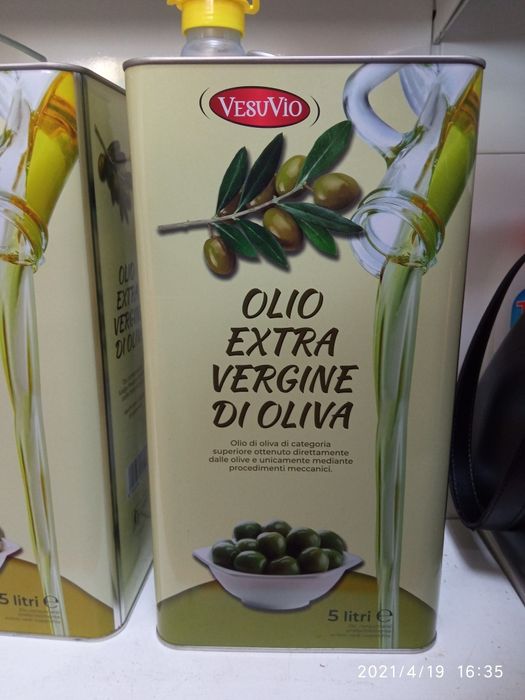 VESUVIO
OLIO
EXTRA
VERGINE
DI OLIVA
Olio di oliva di categoria
superiore ottenuto direttamente
dalle olive e unicamente mediante
procedimenti meccanici.
5 litri ℮
OLIO
EXTRA
VERGINE
DI OLIVA
5 litri ℮
2021/4/19 16:35